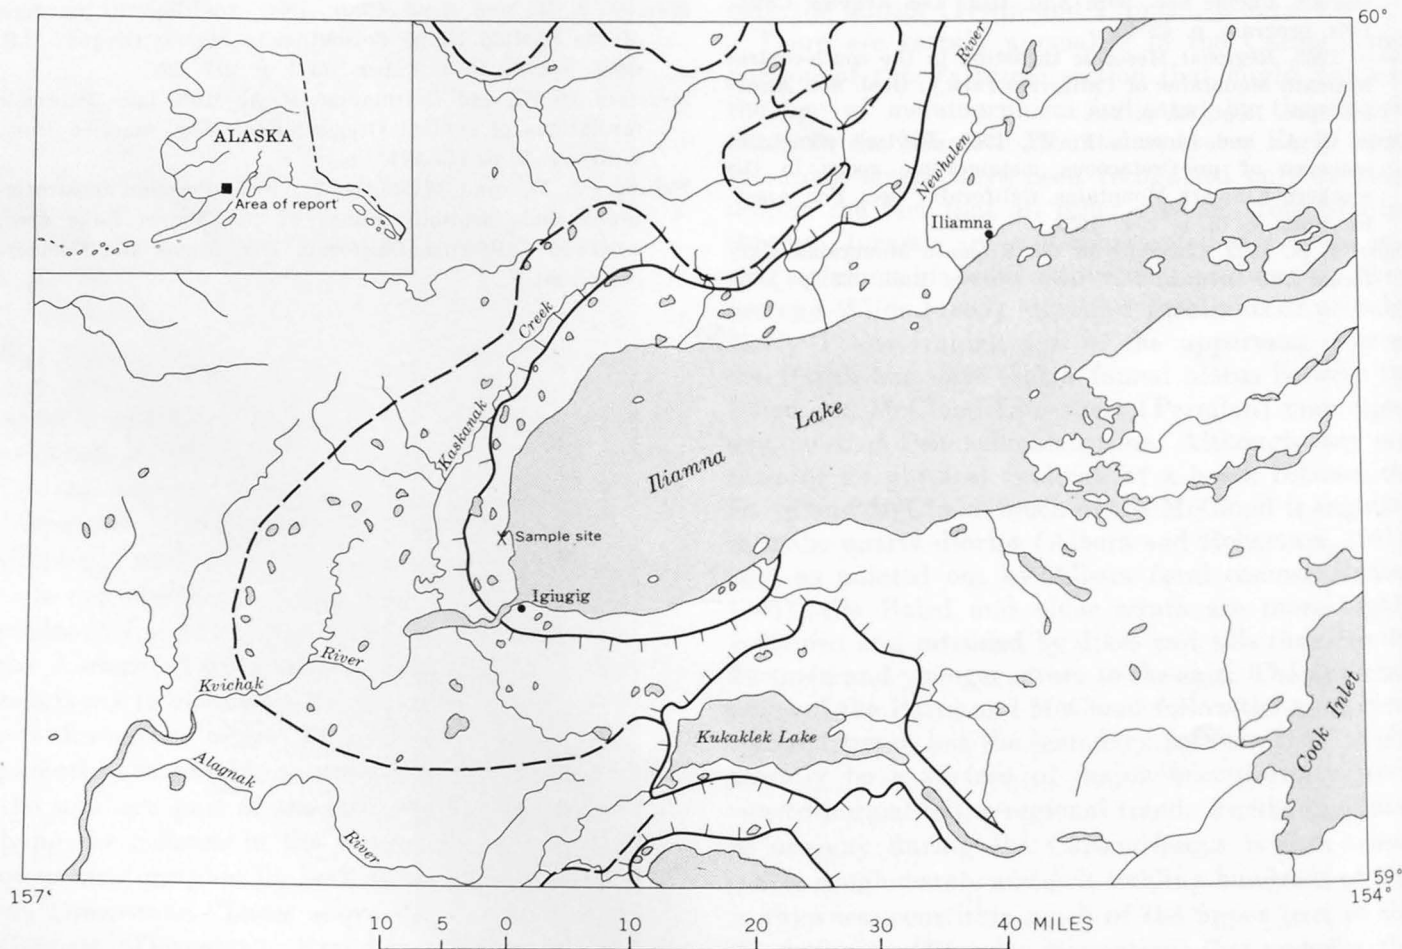 60°
River
Newhalen
ALASKA
Area of report
Iliamna
Creek
Kaskanak
Lake
Iliamna
Sample site
Igiugig
River
Kvichak
Kukaklek Lake
Cook Inlet
Alagnak
River
59°
157°
154°
10 5 0 10 20 30 40 MILES